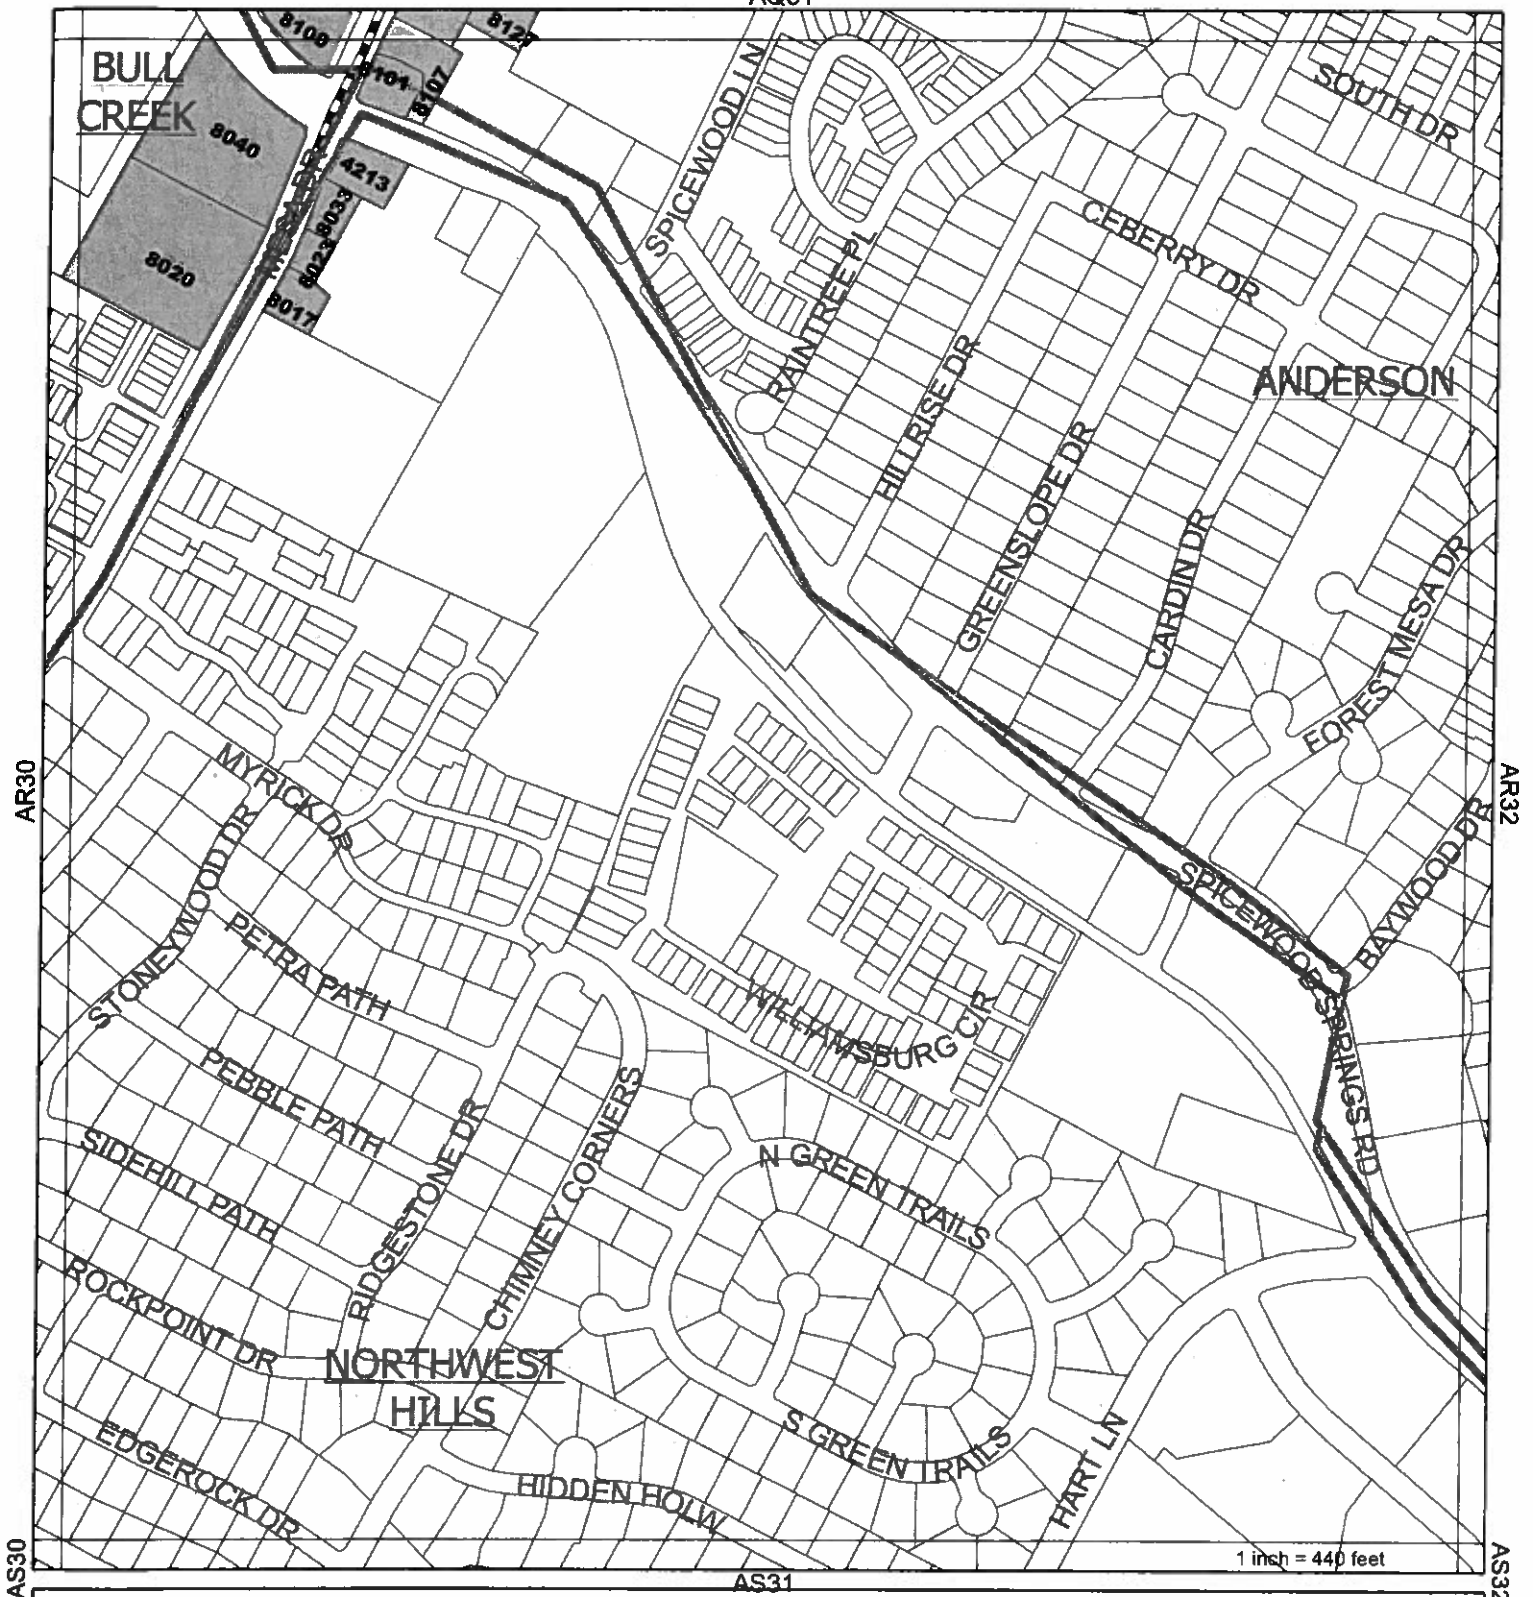 BULL
CREEK
8100
8127
8101
8107
8040
4213
8033
8023
8020
8017
MESA DR
SPICEWOOD LN
SOUTH DR
CEBERRY DR
RAINTREE PL
HILLRISE DR
ANDERSON
GREENSLOPE DR
CARDIN DR
FOREST MESA DR
AR30
AR32
MYRICK DR
STONEYWOOD DR
BAYWOOD DR
SPICEWOOD SPRINGS RD
PETRA PATH
WILLIAMSBURG CIR
PEBBLE PATH
SIDEHILL PATH
RIDGESTONE DR
CHIMNEY CORNERS
N GREEN TRAILS
ROCKPOINT DR
NORTHWEST
HILLS
S GREEN TRAILS
HART LN
EDGEROCK DR
HIDDEN HOLW
1 inch = 440 feet
AS30
AS31
AS32